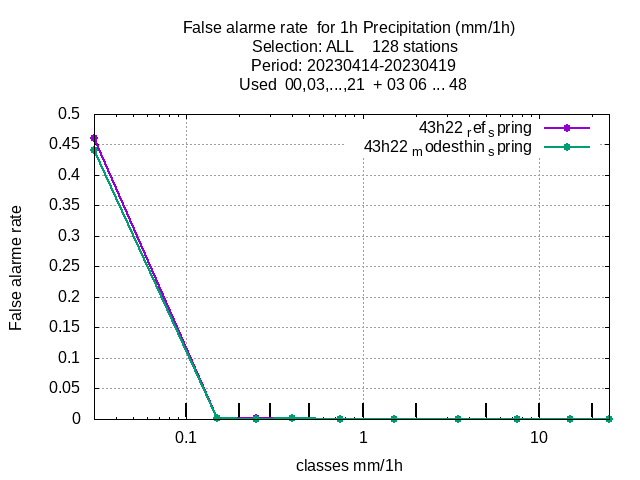 False alarme rate  for 1h Precipitation (mm/1h)
Selection: ALL    128 stations
Period: 20230414-20230419
Used  00,03,...,21  + 03 06 ... 48
43h22 ref spring
43h22 modesthin spring
0.5
0.45
0.4
0.35
0.3
0.25
0.2
0.15
0.1
0.05
0
False alarme rate
0.1 1 10
classes mm/1h